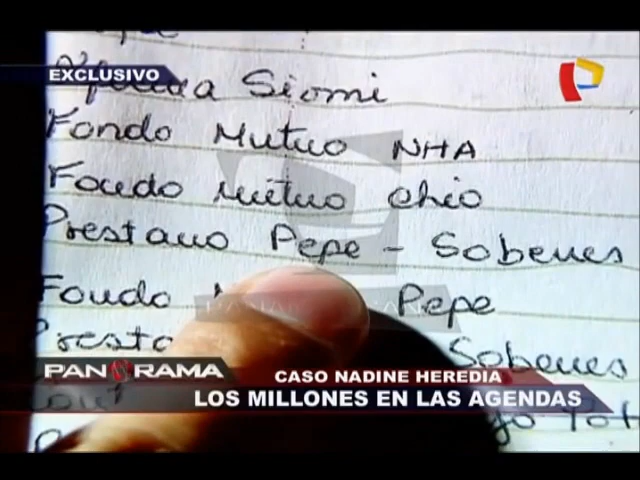 EXCLUSIVO
Siomi
Fondo Mutuo NHA
Fondo Mutuo Chio
Prestamo Pepe - Sobenes
Fondo Pepe
Presta Sobenes
PANORAMA
CASO NADINE HEREDIA
LOS MILLONES EN LAS AGENDAS